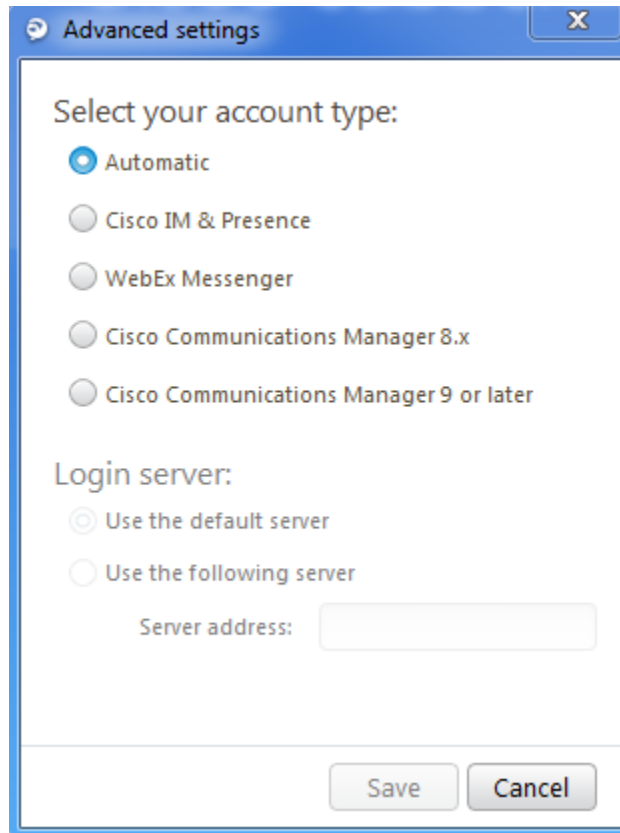 Advanced settings
Select your account type:
Automatic
Cisco IM & Presence
WebEx Messenger
Cisco Communications Manager 8.x
Cisco Communications Manager 9 or later
Login server:
Use the default server
Use the following server
Server address:
Save Cancel